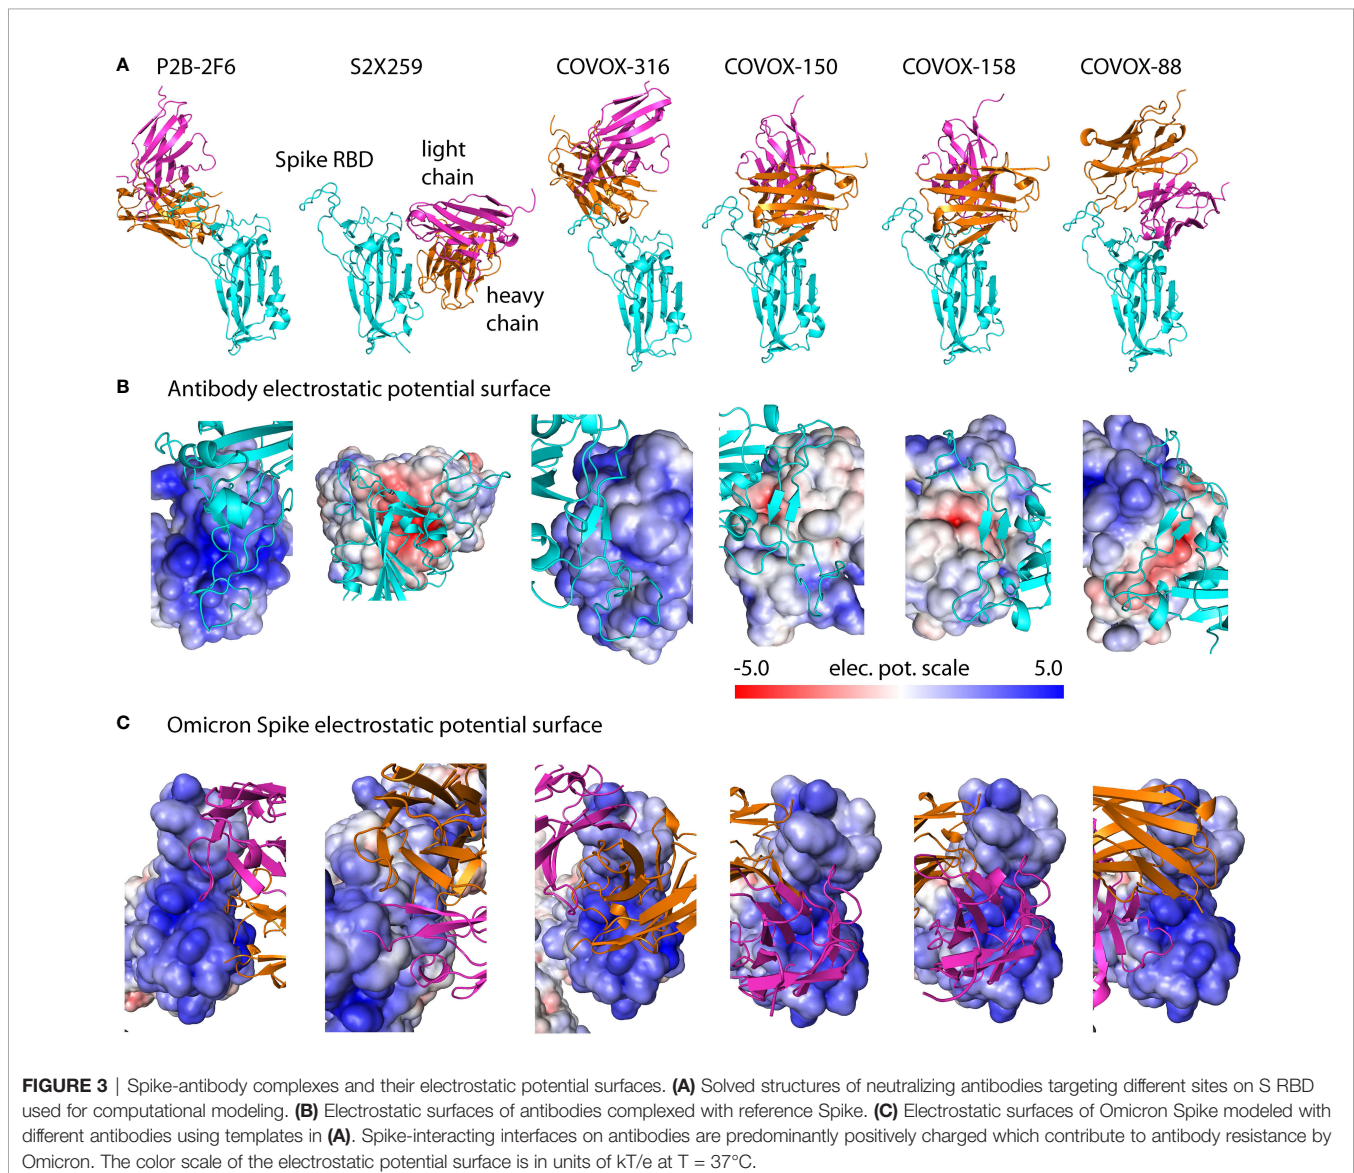 A P2B-2F6 S2X259 COVOX-316 COVOX-150 COVOX-158 COVOX-88
Spike RBD
light
chain
heavy
chain
B Antibody electrostatic potential surface
-5.0 elec. pot. scale 5.0
C Omicron Spike electrostatic potential surface
FIGURE 3 | Spike-antibody complexes and their electrostatic potential surfaces. (A) Solved structures of neutralizing antibodies targeting different sites on S RBD
used for computational modeling. (B) Electrostatic surfaces of antibodies complexed with reference Spike. (C) Electrostatic surfaces of Omicron Spike modeled with
different antibodies using templates in (A). Spike-interacting interfaces on antibodies are predominantly positively charged which contribute to antibody resistance by
Omicron. The color scale of the electrostatic potential surface is in units of kT/e at T = 37°C.